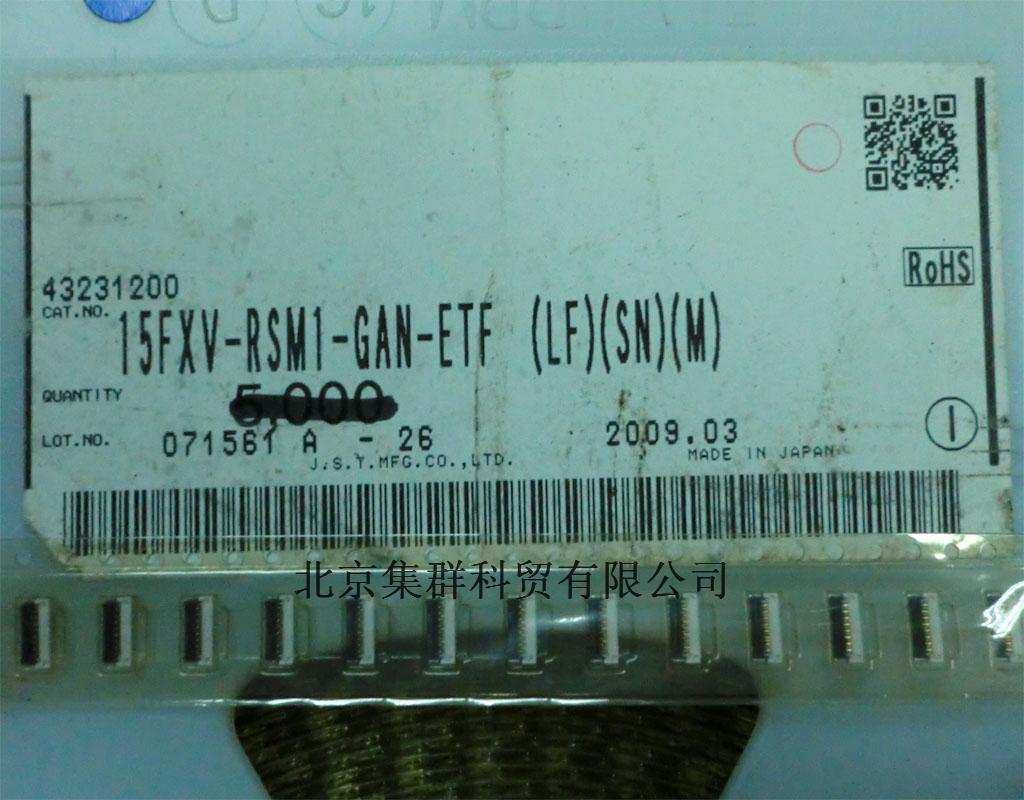 RoHS
43231200
CAT.NO. 15FXV-RSM1-GAN-ETF (LF)(SN)(M)
QUANTITY 5,000
LOT.NO. 071561 A - 26 2009.03
J.S.T.MFG.CO.,LTD. MADE IN JAPAN
北京集群科贸有限公司